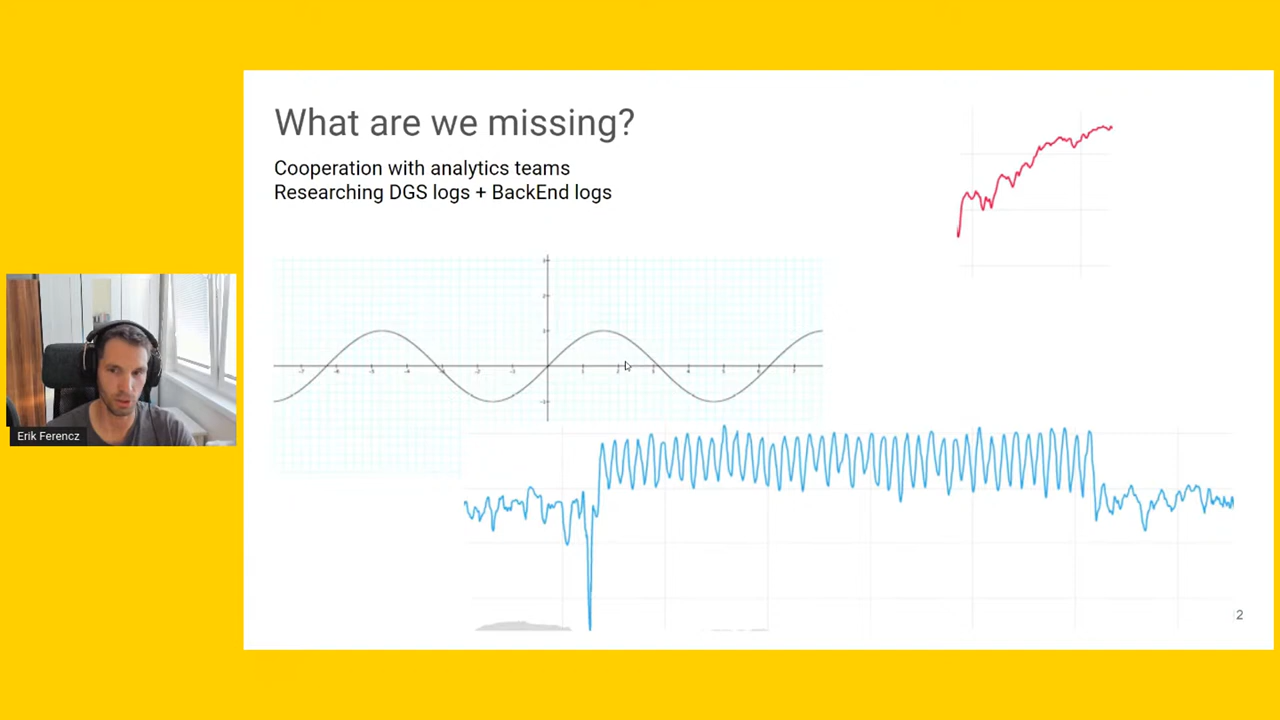 What are we missing?
Cooperation with analytics teams
Researching DGS logs + BackEnd logs
Erik Ferencz
2